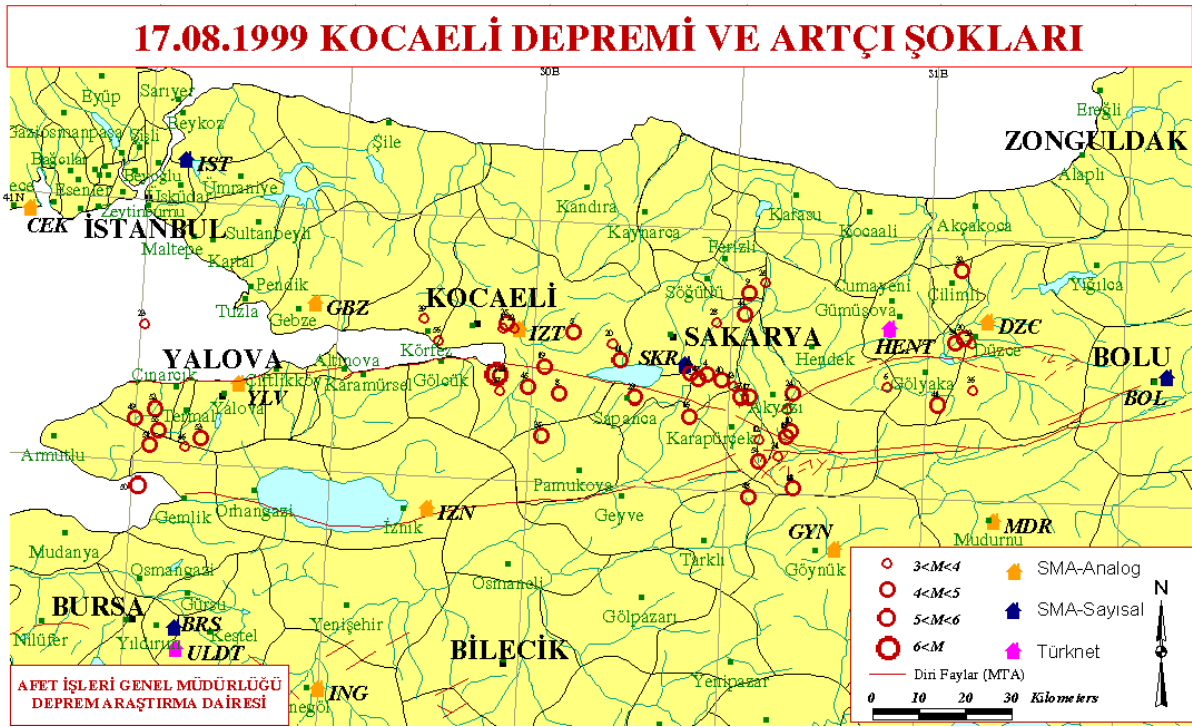 17.08.1999 KOCAELİ DEPREMİ VE ARTÇI ŞOKLARI
30B
31B
Eyüp
Sarıyer
Beykoz
Gaziosmanpaşa
Şişli
Şile
Ereğli
ZONGULDAK
Bağcılar
Beyoğlu
IST
Alaplı
Esenler
Üsküdar
Ümraniye
41N
Zeytinburnu
CEK
İSTANBUL
Sultanbeyli
Maltepe
Kartal
Kandıra
Kaynarca
Karasu
Kocaali
Akçakoca
Ferizli
Pendik
Tuzla
Gebze
GBZ
KOCAELİ
IZT
Söğütlü
Cumayeri
Çilimli
Yığılca
Gümüşova
SAKARYA
HENT
DZC
Düzce
YALOVA
Altınova
Körfez
SKR
Hendek
BOLU
Çınarcık
Çiftlikköy
Karamürsel
Gölcük
Gölyaka
BOL
YLV
Yalova
Termal
Sapanca
Akyazı
Karapürçek
Armutlu
Pamukova
Geyve
Gemlik
Orhangazi
İznik
IZN
GYN
MDR
Mudurnu
Mudanya
Osmangazi
Taraklı
Göynük
Osmaneli
BURSA
Gürsu
Gölpazarı
Nilüfer
Yıldırım
BRS
Kestel
Yenişehir
BİLECİK
ULDT
Yenipazar
ING
3<M<4
4<M<5
5<M<6
6<M
SMA-Analog
SMA-Sayısal
Türknet
Diri Faylar (MTA)
N
0 10 20 30 Kilometers
AFET İŞLERİ GENEL MÜDÜRLÜĞÜ
DEPREM ARAŞTIRMA DAİRESİ